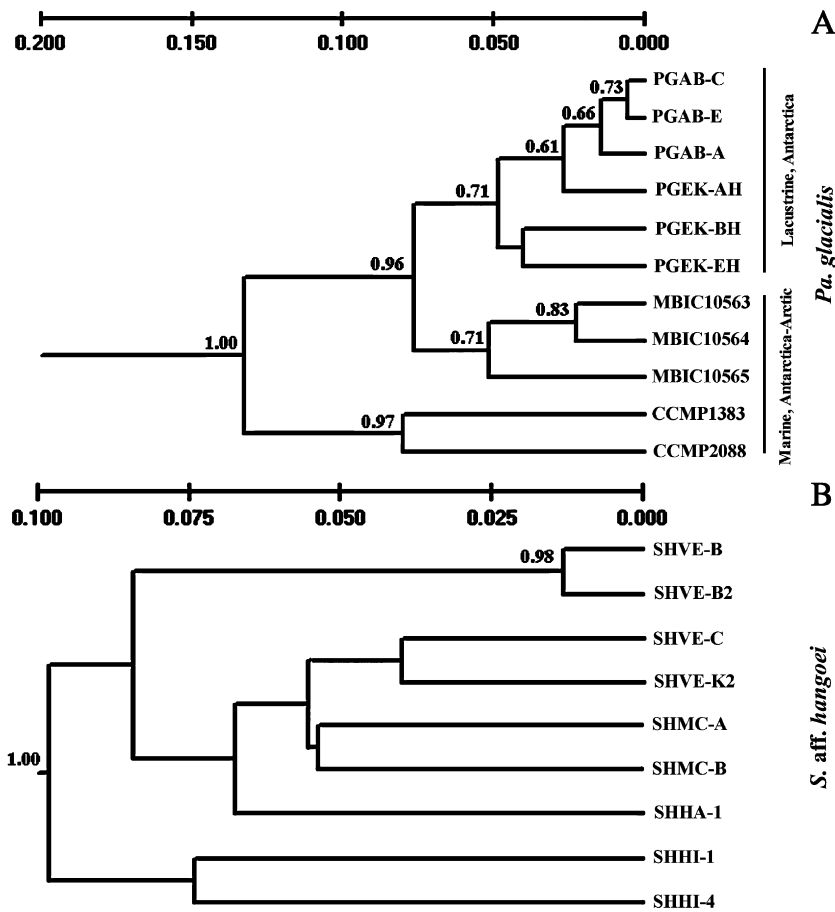 A
0.200 0.150 0.100 0.050 0.000
PGAB-C
0.73
PGAB-E
0.66
PGAB-A
0.61
PGEK-AH
0.71
PGEK-BH
PGEK-EH
0.96
MBIC10563
0.83
MBIC10564
0.71
1.00
MBIC10565
CCMP1383
0.97
CCMP2088
Lacustrine, Antarctica
Marine, Antarctica-Arctic
Pa. glacialis
B
0.100 0.075 0.050 0.025 0.000
SHVE-B
0.98
SHVE-B2
SHVE-C
SHVE-K2
SHMC-A
1.00
SHMC-B
SHHA-1
SHHI-1
SHHI-4
S. aff. hangoei